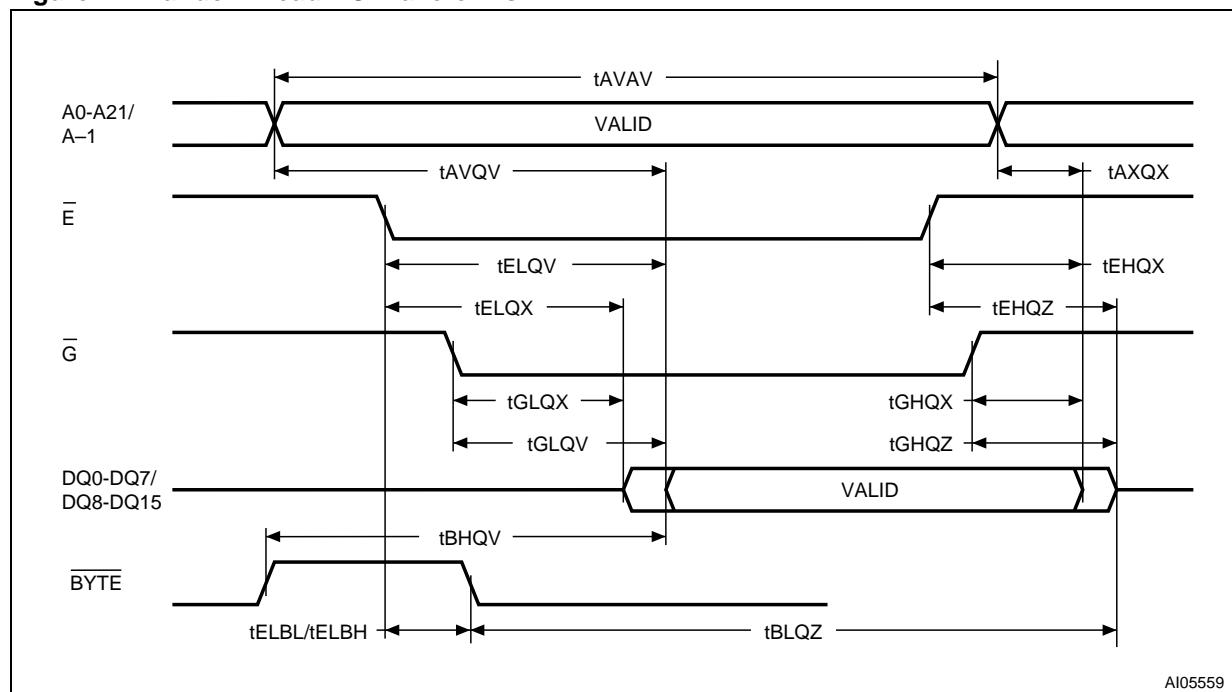 tAVAV
A0-A21/
A–1
VALID
tAVQV
tAXQX
E
tELQV
tEHQX
tELQX
tEHQZ
G
tGLQX
tGHQX
tGLQV
tGHQZ
DQ0-DQ7/
DQ8-DQ15
VALID
tBHQV
BYTE
tELBL/tELBH
tBLQZ
AI05559